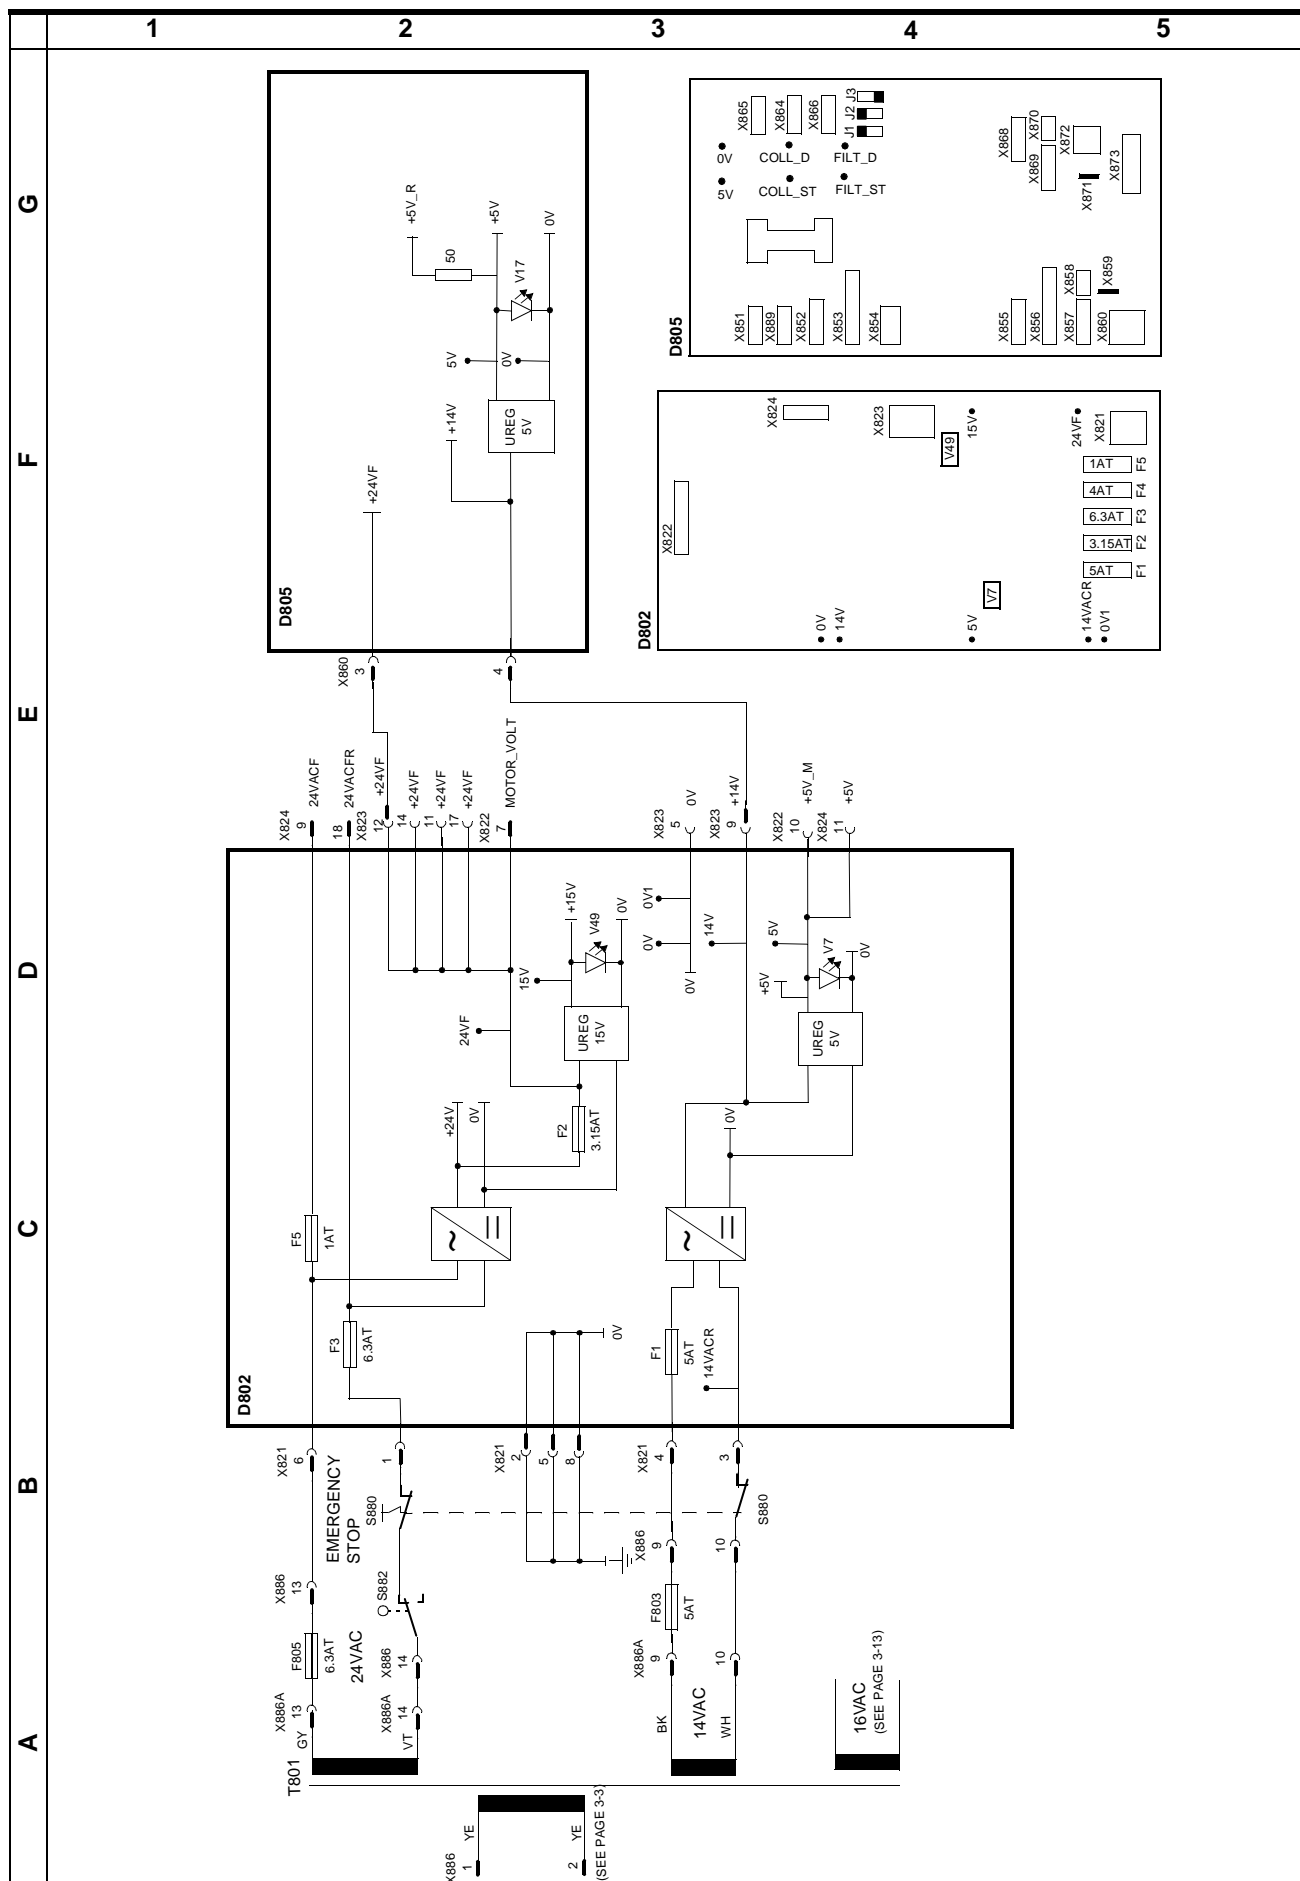 1 2 3 4 5
G
F
E
D
C
B
A
D805
+5V_R
50
+5V
0V
V17
5V
0V
+14V
UREG
5V
+24VF
X860
3
4
D805
X865
X864
X866
J1
J2
J3
0V
COLL_D
FILT_D
5V
COLL_ST
FILT_ST
X851
X889
X852
X853
X854
X868
X869
X870
X872
X871
X873
X855
X856
X857
X858
X859
X860
D802
X822
X824
X823
V49
15V
24VF
X821
1AT F5
4AT F4
6.3AT F3
3.15AT F2
5AT F1
0V
14V
5V
V7
14VACR
0V1
D802
X824
9
24VACF
18
24VACFR
X823
12
+24VF
14
+24VF
11
+24VF
17
+24VF
X822
7
MOTOR_VOLT
X823
5
0V
X823
9
+14V
X822
10
+5V_M
X824
11
+5V
+15V
V49
0V
15V
UREG
15V
24VF
0V1
0V
0V
14V
5V
+5V
V7
0V
UREG
5V
+24V
0V
F2
3.15AT
0V
F5
1AT
F3
6.3AT
~
=
~
=
0V
F1
5AT
14VACR
X821
6
1
X821
2
5
8
X821
4
3
EMERGENCY
STOP
S880
S880
S882
X886
13
F805
6.3AT
24VAC
X886
14
X886A
13
X886A
14
GY
VT
T801
X886
9
10
F803
5AT
X886A
9
10
BK
14VAC
WH
16VAC
(SEE PAGE 3-13)
X886
1
YE
2
YE
(SEE PAGE 3-3)